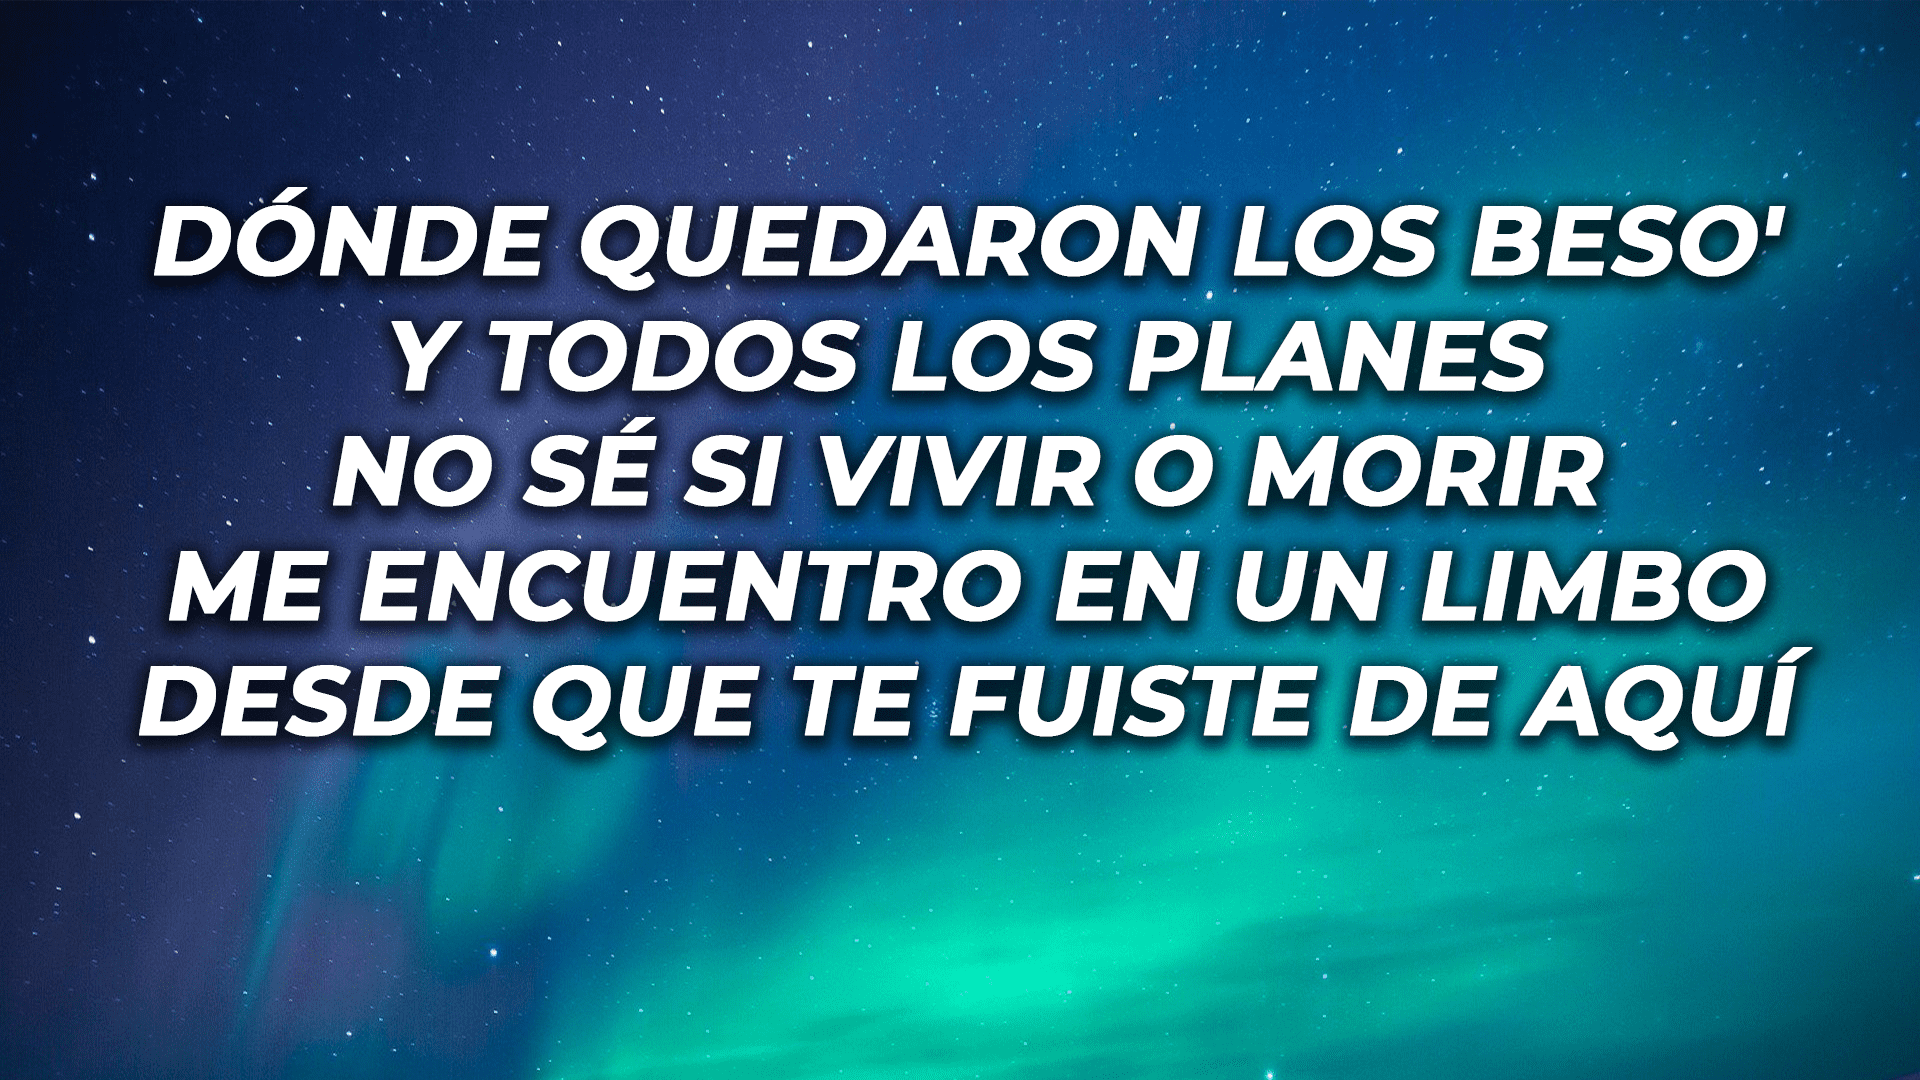 DÓNDE QUEDARON LOS BESO'
Y TODOS LOS PLANES
NO SÉ SI VIVIR O MORIR
ME ENCUENTRO EN UN LIMBO
DESDE QUE TE FUISTE DE AQUÍ